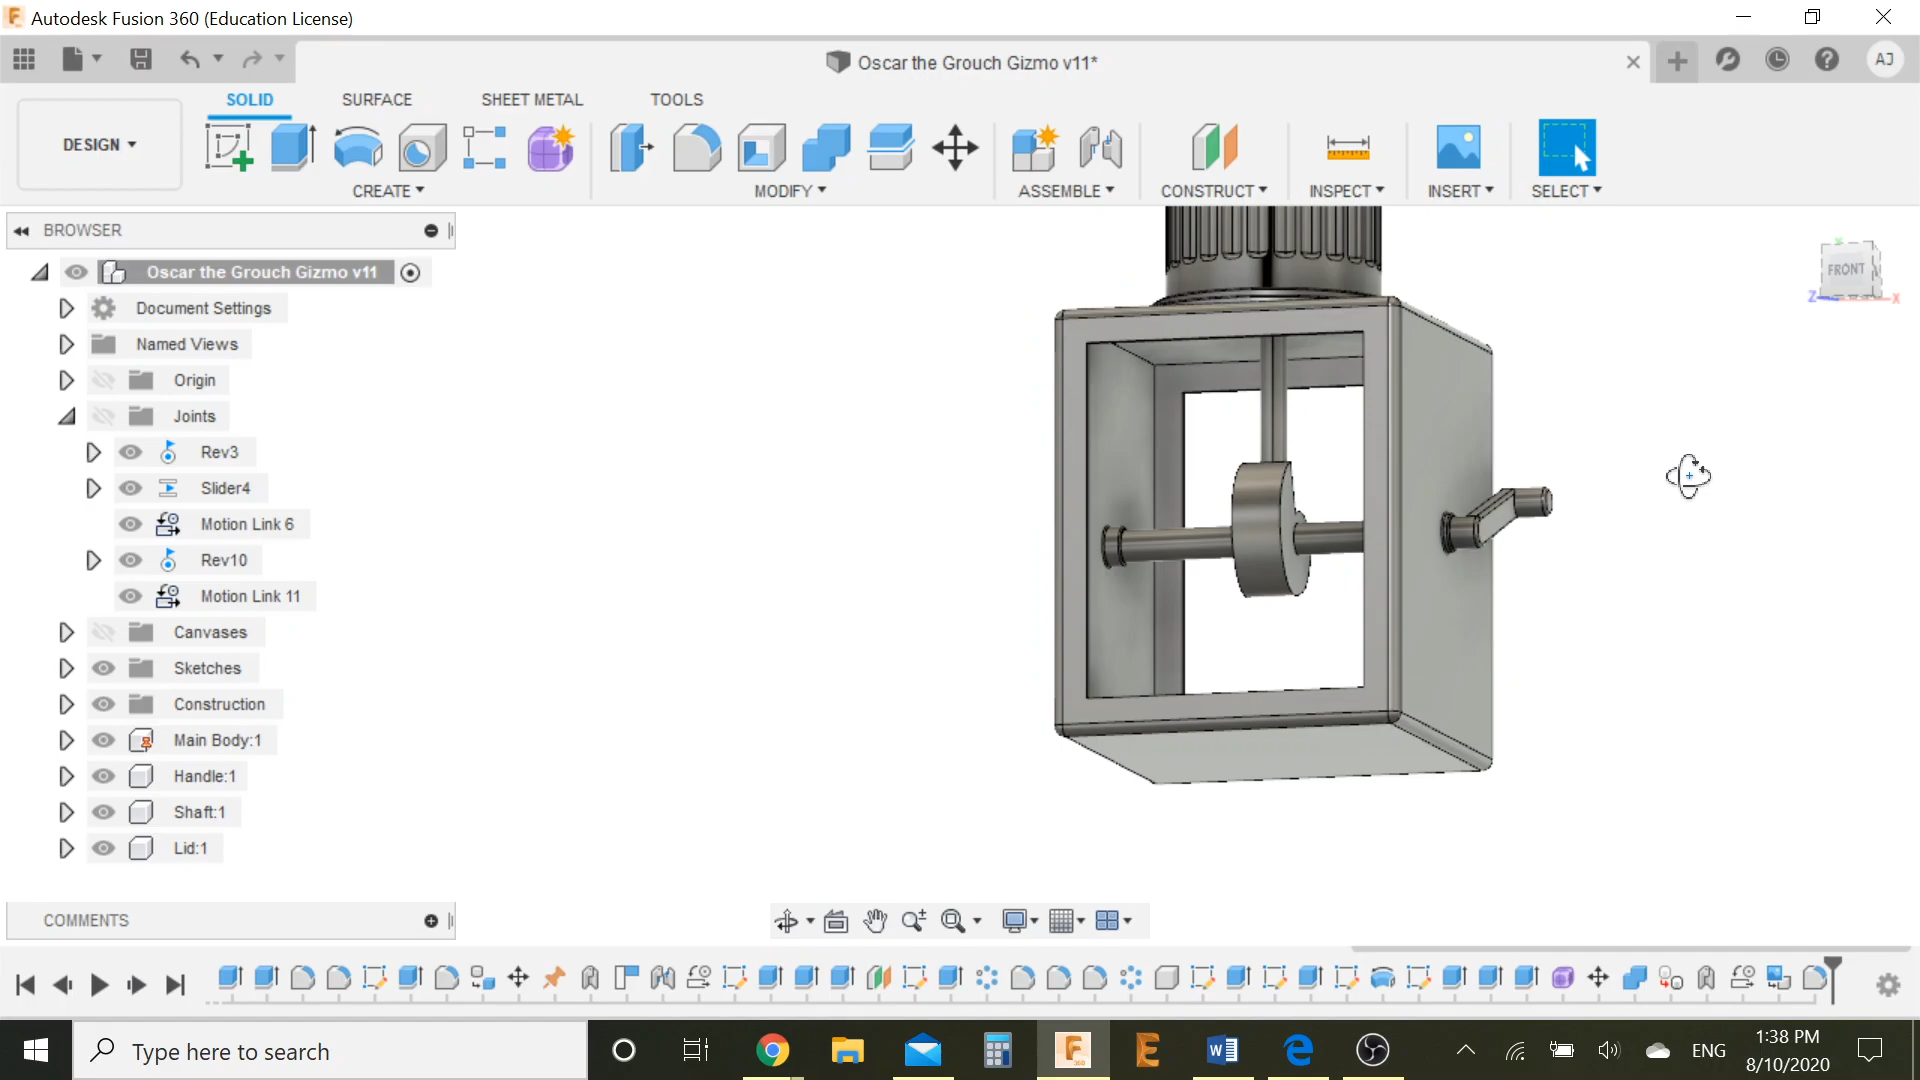 Autodesk Fusion 360 (Education License)
Oscar the Grouch Gizmo v11*
AJ
SOLID SURFACE SHEET METAL TOOLS
DESIGN
CREATE MODIFY ASSEMBLE CONSTRUCT INSPECT INSERT SELECT
BROWSER
Oscar the Grouch Gizmo v11
Document Settings
Named Views
Origin
Joints
Rev3
Slider4
Motion Link 6
Rev10
Motion Link 11
Canvases
Sketches
Construction
Main Body:1
Handle:1
Shaft:1
Lid:1
FRONT
Z
X
COMMENTS
Type here to search
ENG
1:38 PM
8/10/2020